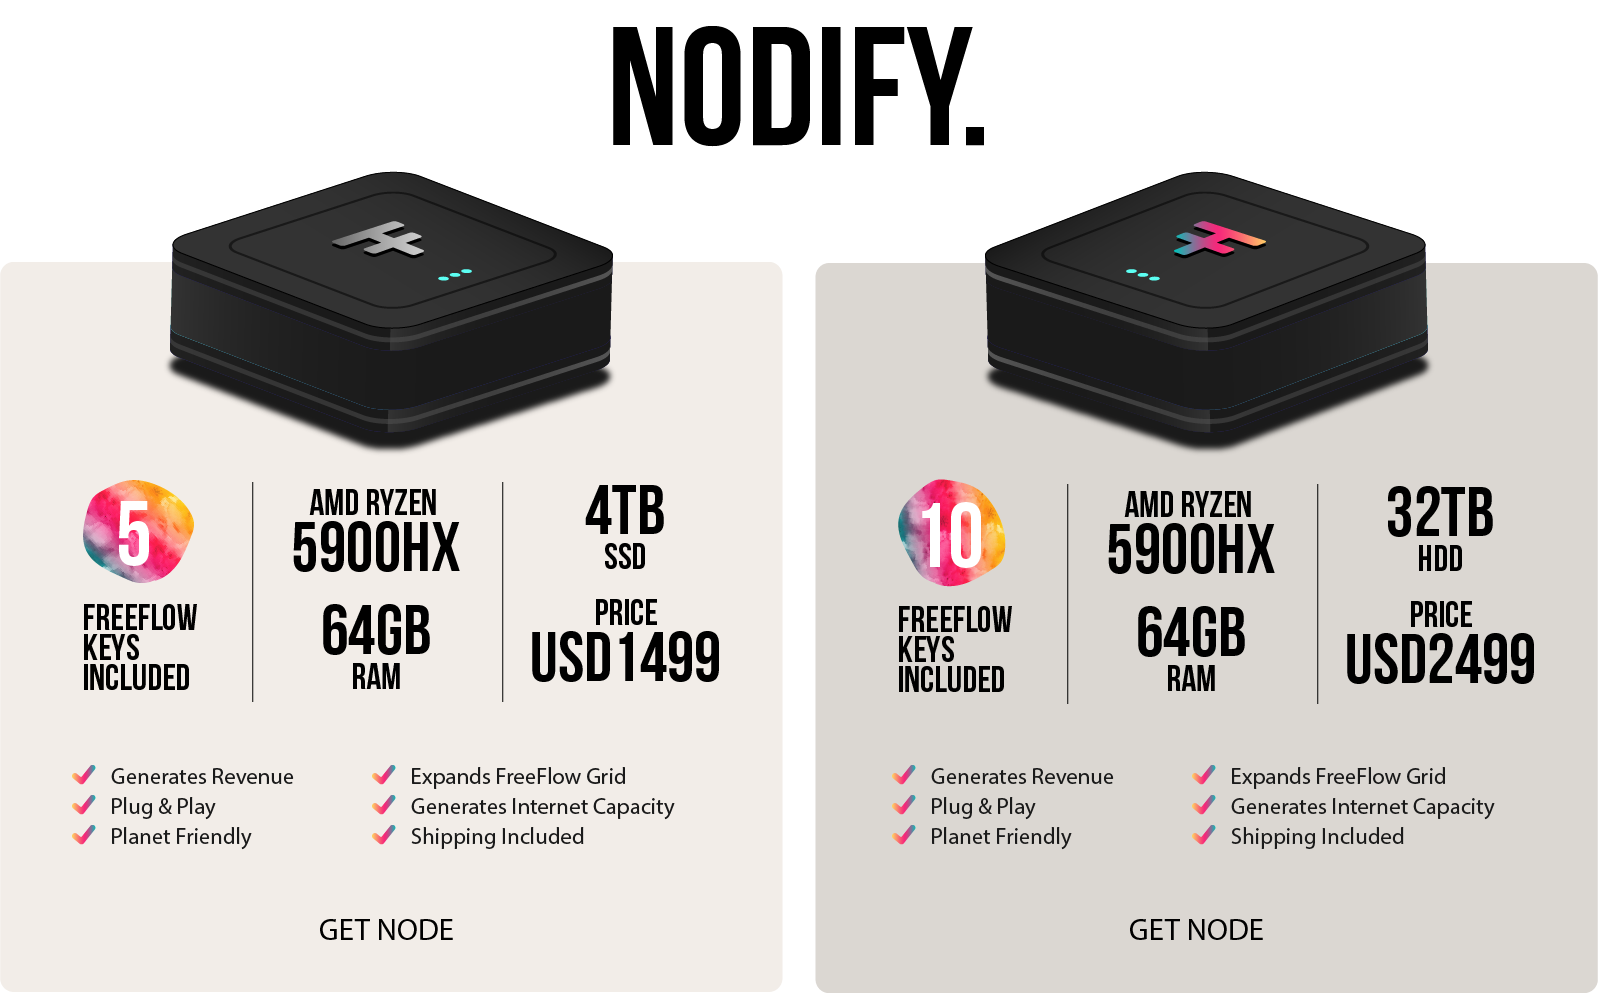 NODIFY.
5
FREEFLOW
KEYS
INCLUDED
AMD RYZEN
5900HX
64GB
RAM
4TB
SSD
PRICE
USD1499
Generates Revenue
Plug & Play
Planet Friendly
Expands FreeFlow Grid
Generates Internet Capacity
Shipping Included
GET NODE
10
FREEFLOW
KEYS
INCLUDED
AMD RYZEN
5900HX
64GB
RAM
32TB
HDD
PRICE
USD2499
Generates Revenue
Plug & Play
Planet Friendly
Expands FreeFlow Grid
Generates Internet Capacity
Shipping Included
GET NODE